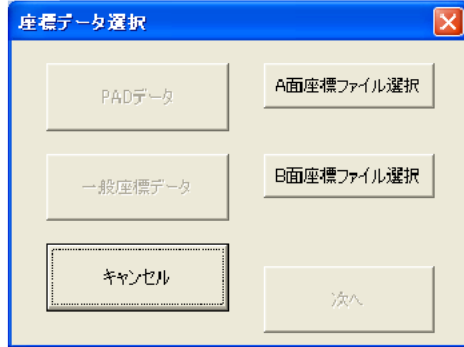 座標データ選択
PADデータ
A面座標ファイル選択
一般座標データ
B面座標ファイル選択
キャンセル
次へ